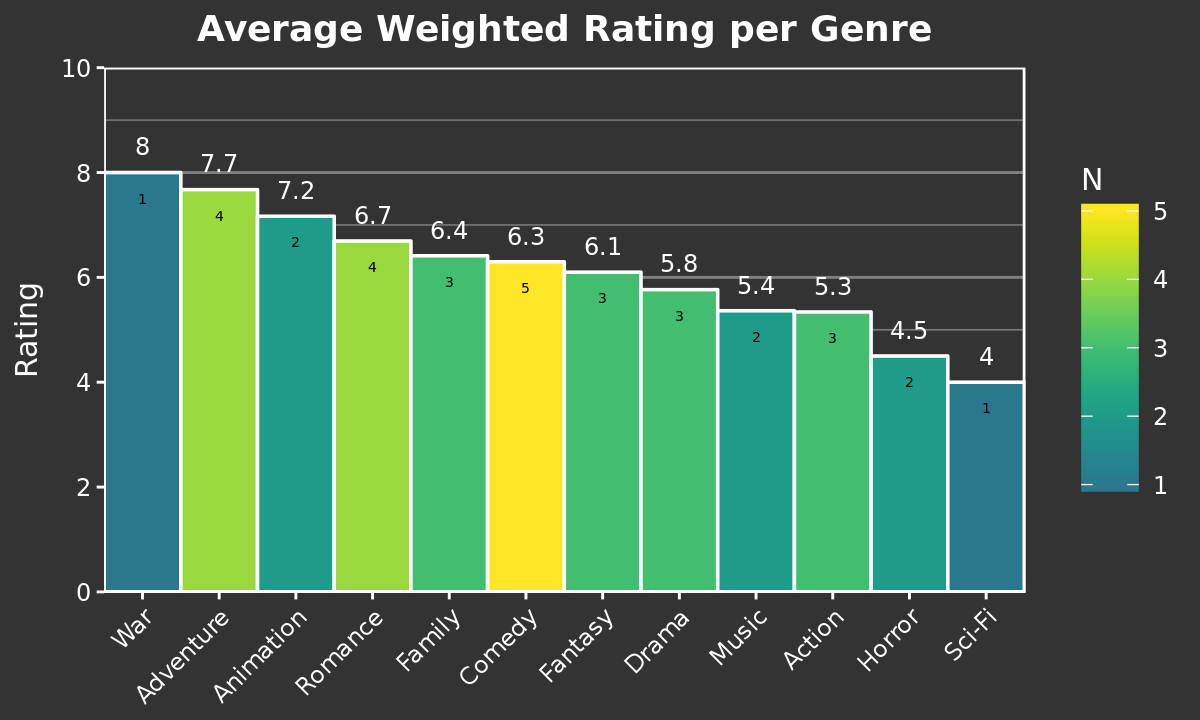 Average Weighted Rating per Genre
Rating
10
8
6
4
2
0
8
7.7
7.2
6.7
6.4
6.3
6.1
5.8
5.4
5.3
4.5
4
1
4
2
4
3
5
3
3
2
3
2
1
War
Adventure
Animation
Romance
Family
Comedy
Fantasy
Drama
Music
Action
Horror
Sci-Fi
N
5
4
3
2
1